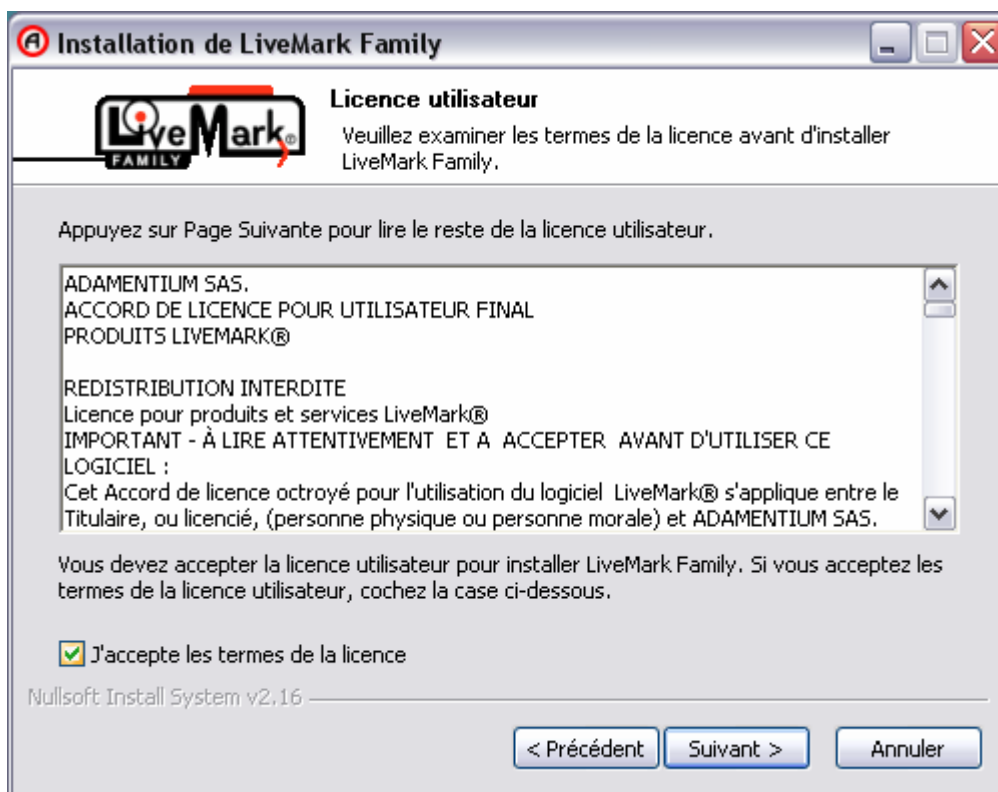 Installation de LiveMark Family
LiveMark®
FAMILY
Licence utilisateur
Veuillez examiner les termes de la licence avant d'installer
LiveMark Family.
Appuyez sur Page Suivante pour lire le reste de la licence utilisateur.
ADAMENTIUM SAS.
ACCORD DE LICENCE POUR UTILISATEUR FINAL
PRODUITS LIVEMARK®
REDISTRIBUTION INTERDITE
Licence pour produits et services LiveMark®
IMPORTANT - À LIRE ATTENTIVEMENT  ET A  ACCEPTER  AVANT D'UTILISER CE
LOGICIEL :
Cet Accord de licence octroyé pour l'utilisation du logiciel  LiveMark® s'applique entre le
Titulaire, ou licencié, (personne physique ou personne morale) et ADAMENTIUM SAS.
Vous devez accepter la licence utilisateur pour installer LiveMark Family. Si vous acceptez les
termes de la licence utilisateur, cochez la case ci-dessous.
J'accepte les termes de la licence
Nullsoft Install System v2.16
< Précédent
Suivant >
Annuler